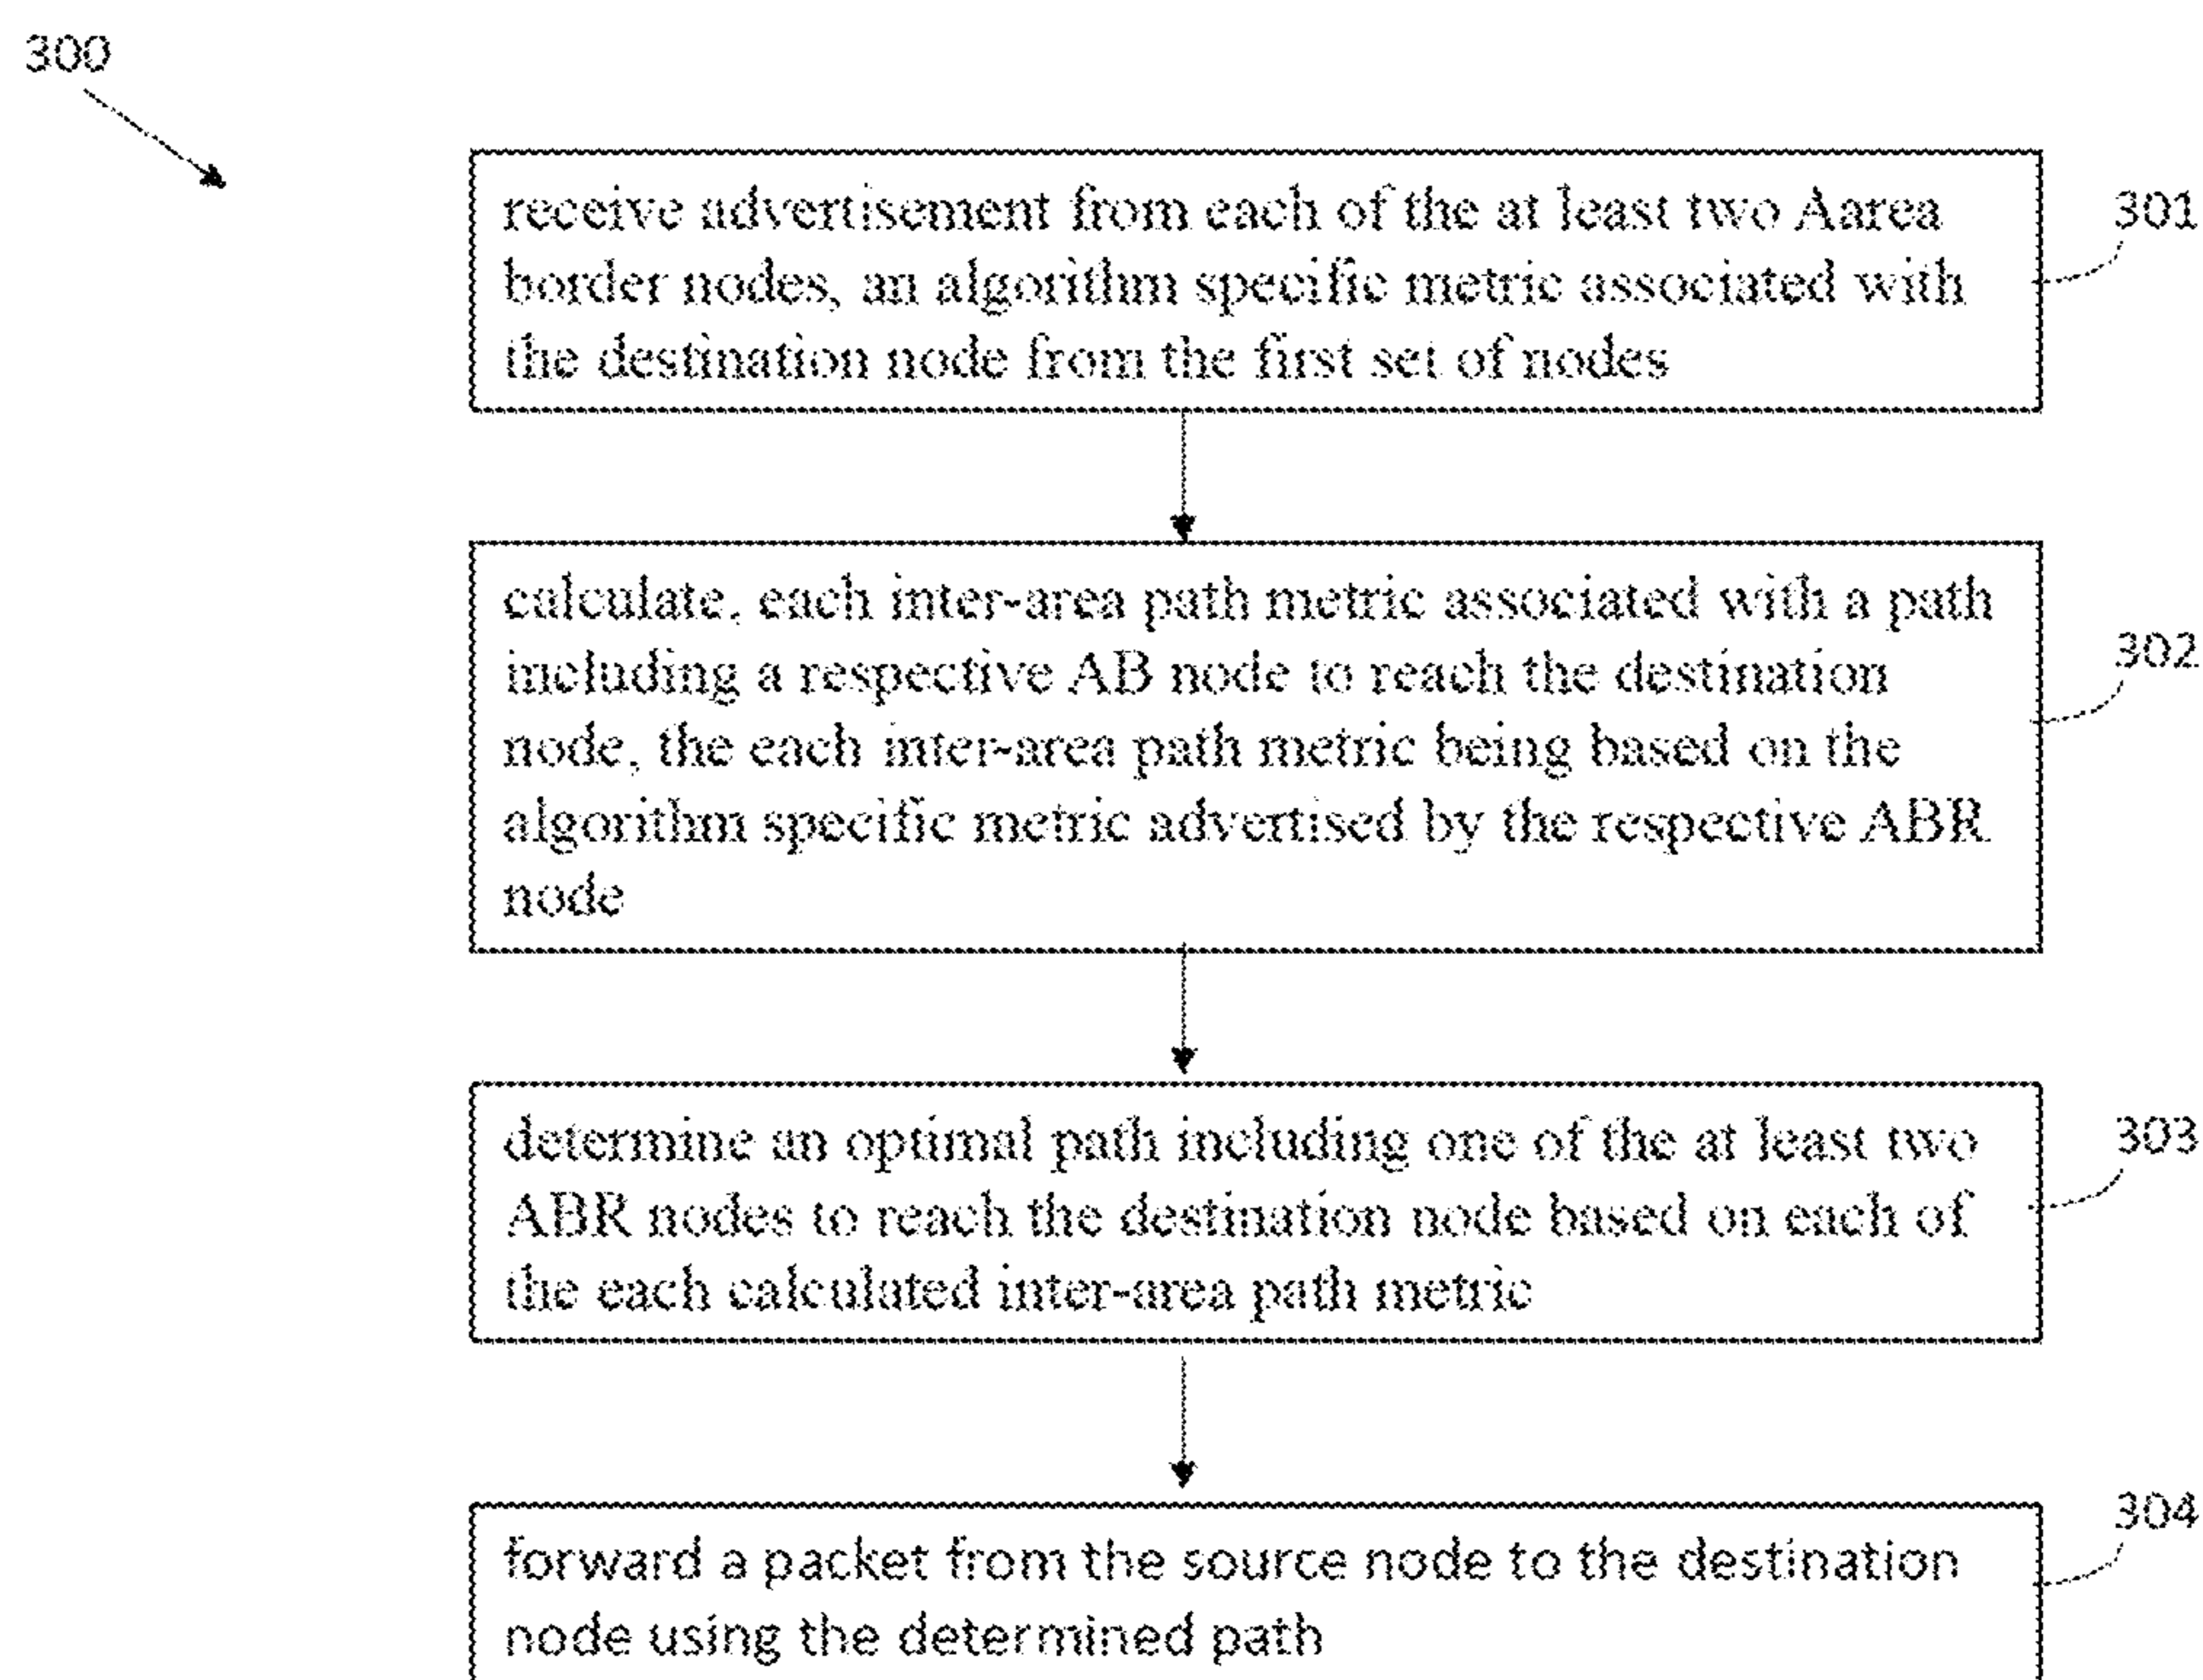 300
receive advertisement from each of the at least two Aarea
border nodes, an algorithm specific metric associated with
the destination node from the first set of nodes
301
calculate, each inter-area path metric associated with a path
including a respective AB node to reach the destination
node, the each inter-area path metric being based on the
algorithm specific metric advertised by the respective ABR
node
302
determine an optimal path including one of the at least two
ABR nodes to reach the destination node based on each of
the each calculated inter-area path metric
303
forward a packet from the source node to the destination
node using the determined path
304